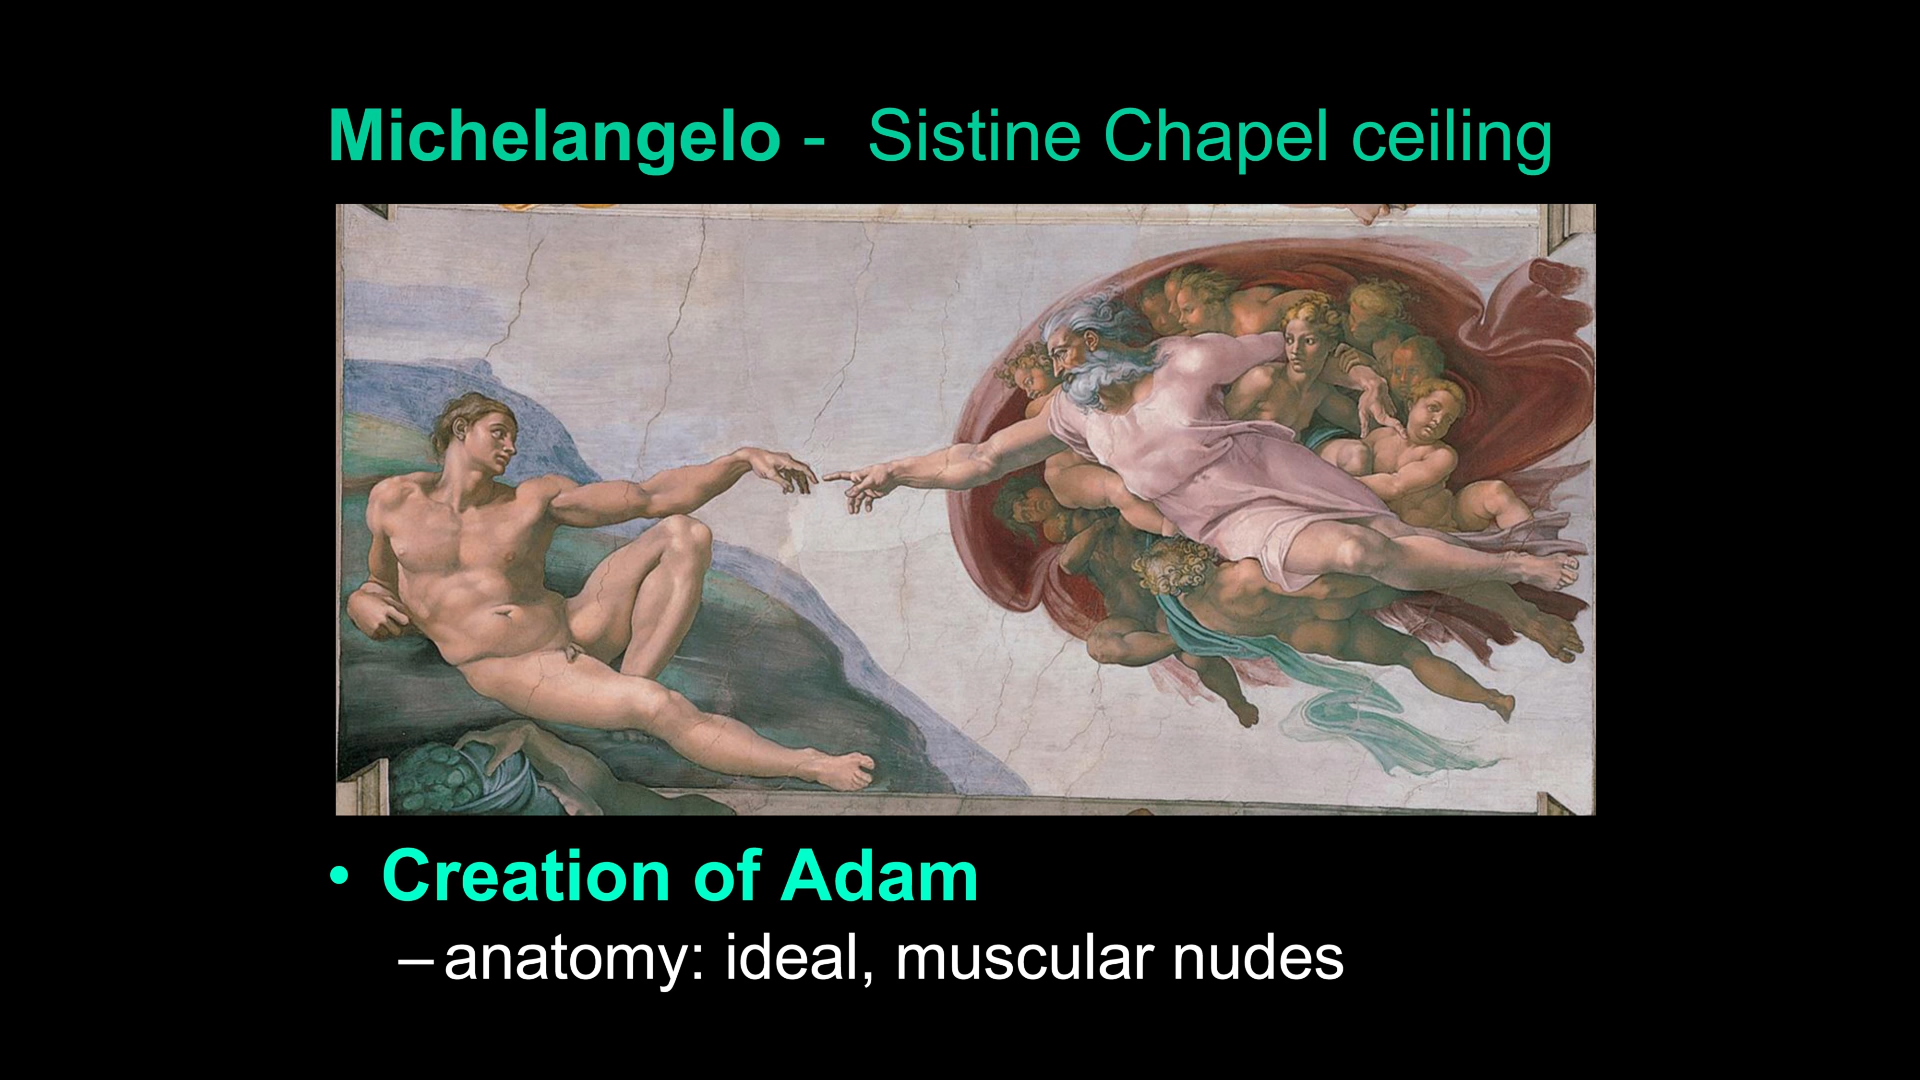 Michelangelo -  Sistine Chapel ceiling
• Creation of Adam
– anatomy: ideal, muscular nudes